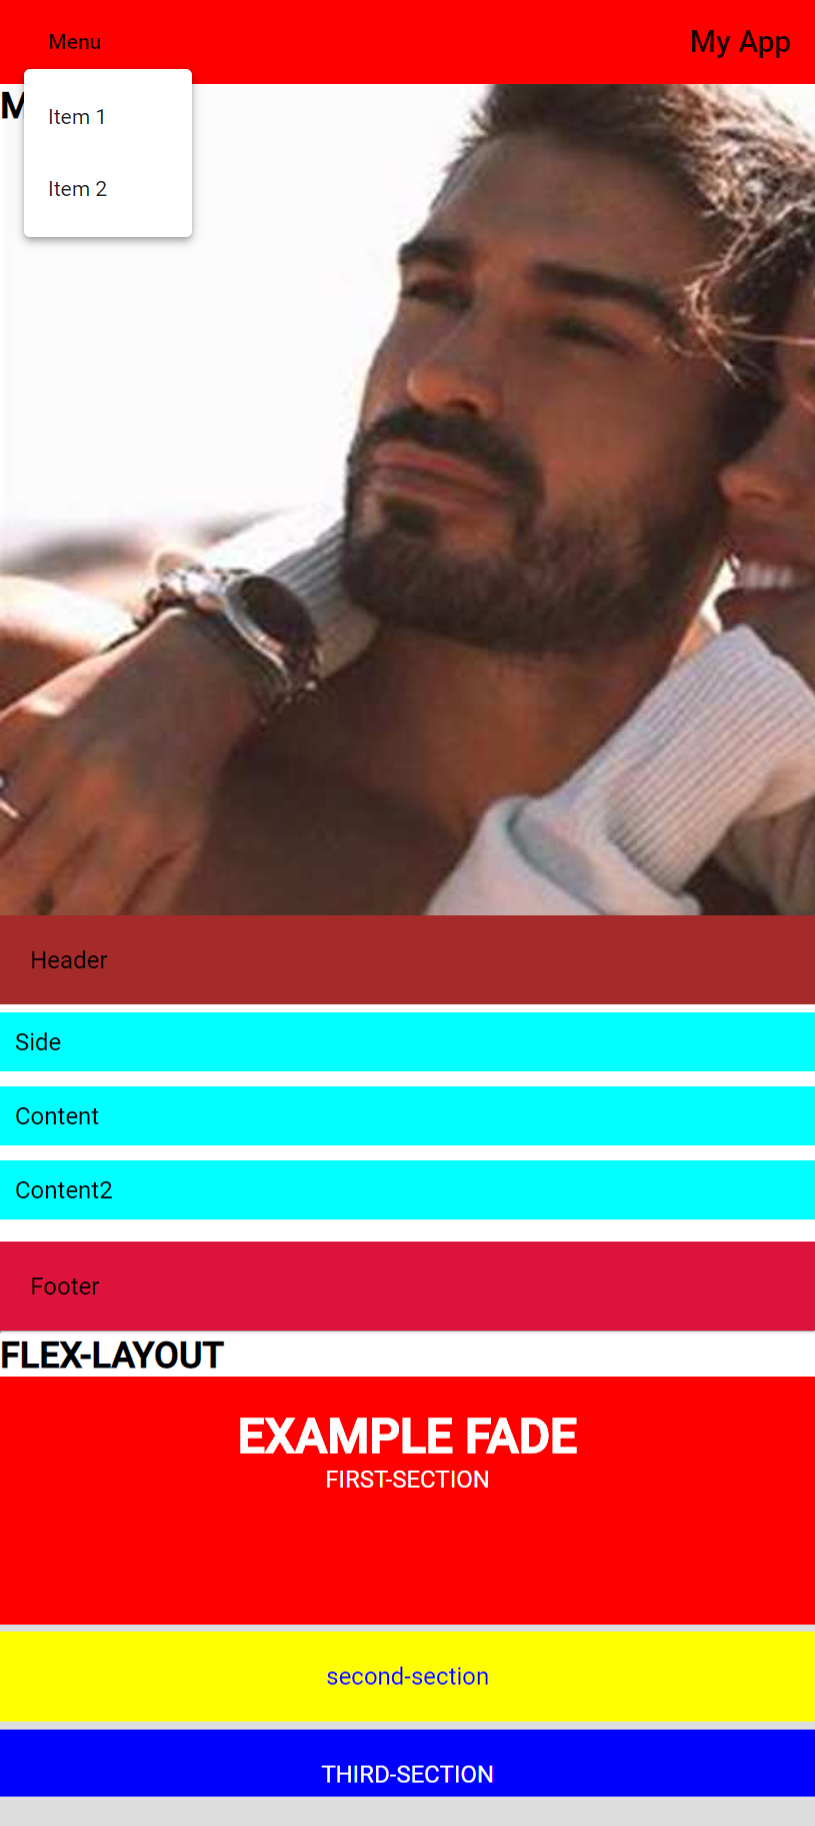 Menu
My App
Item 1
Item 2
Header
Side
Content
Content2
Footer
FLEX-LAYOUT
EXAMPLE FADE
FIRST-SECTION
second-section
THIRD-SECTION